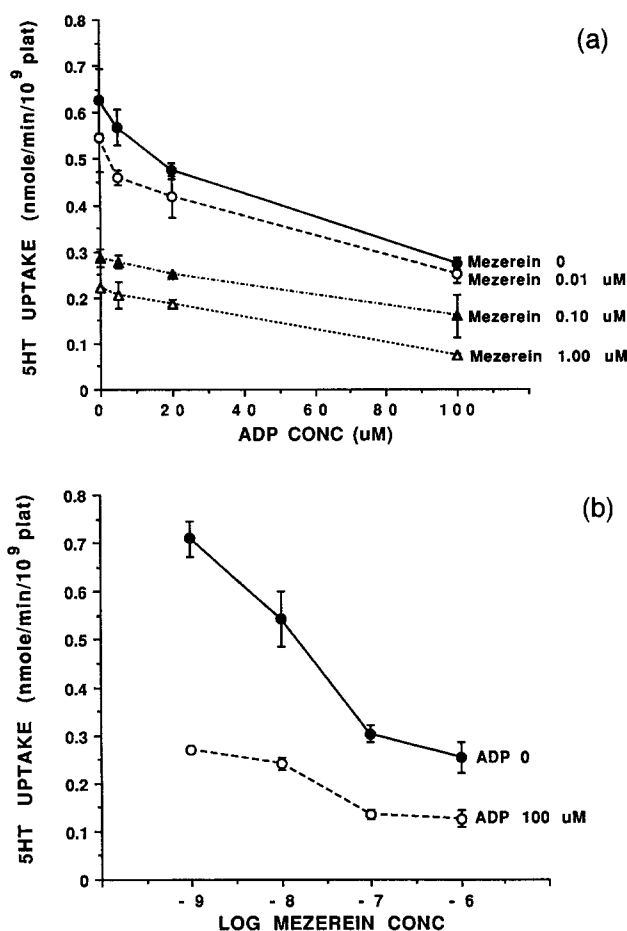 (a)
5HT UPTAKE (nmole/min/10^9 plat)
0.8
0.7
0.6
0.5
0.4
0.3
0.2
0.1
0
Mezerein 0
Mezerein 0.01 uM
Mezerein 0.10 uM
Mezerein 1.00 uM
0 20 40 60 80 100
ADP CONC (uM)
(b)
5HT UPTAKE (nmole/min/10^9 plat)
0.8
0.7
0.6
0.5
0.4
0.3
0.2
0.1
0
ADP 0
ADP 100 uM
- 9 - 8 - 7 - 6
LOG MEZEREIN CONC